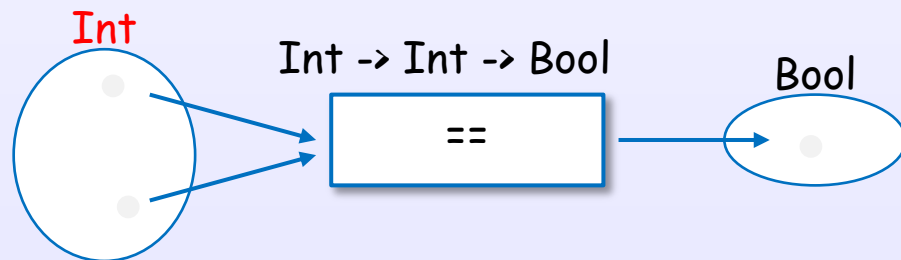 Int
Int -> Int -> Bool
Bool
==